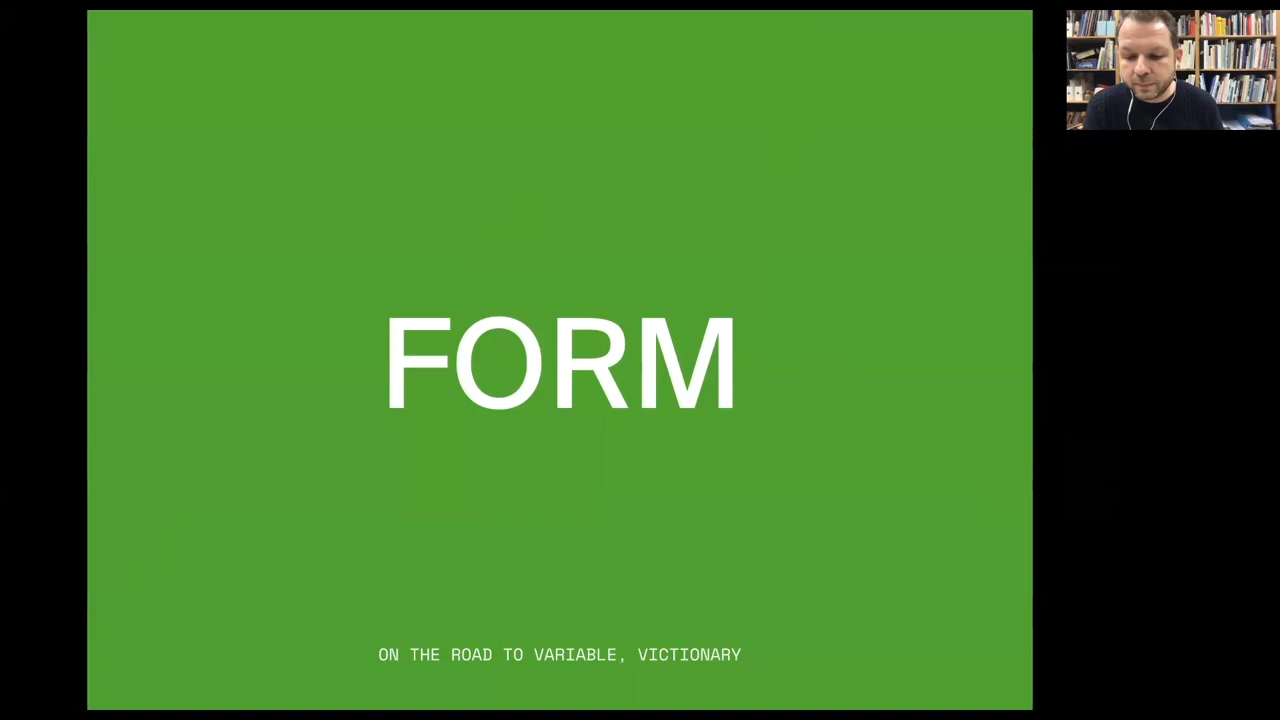 FORM
ON THE ROAD TO VARIABLE, VICTIONARY